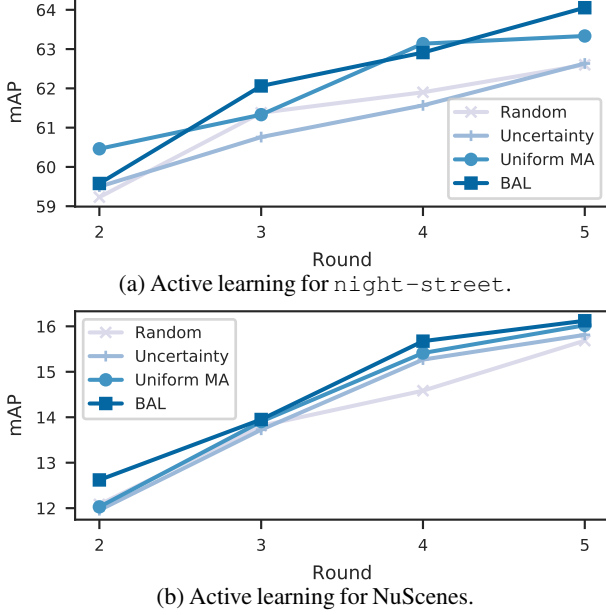 64
63
62
61
60
59
mAP
Random
Uncertainty
Uniform MA
BAL
2 3 4 5
Round
(a) Active learning for night-street.
16
15
14
13
12
mAP
Random
Uncertainty
Uniform MA
BAL
2 3 4 5
Round
(b) Active learning for NuScenes.